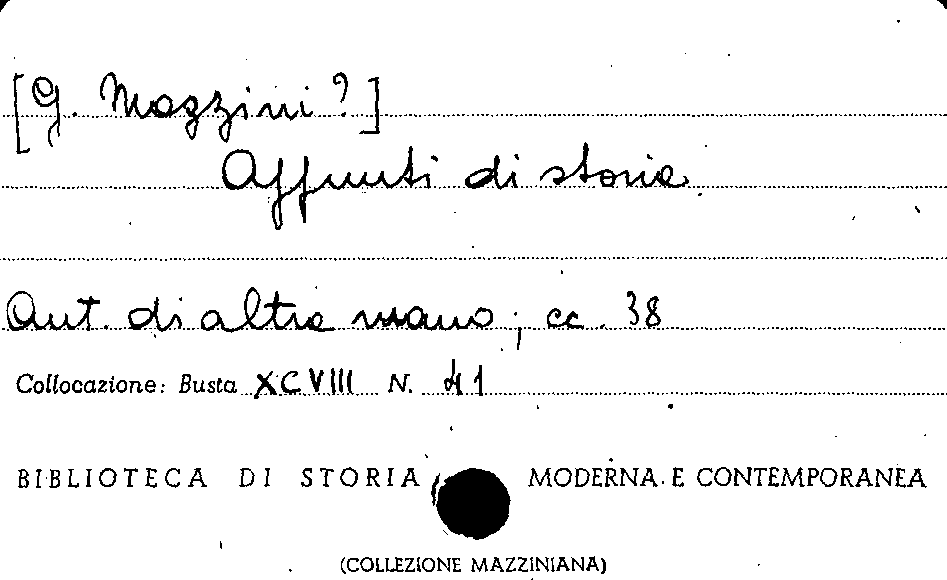 [G. Mazzini?]
Appunti di storia.
Aut. di altra mano; cc. 38
Collocazione: Busta XCVIII N. 41
BIBLIOTECA DI STORIA MODERNA E CONTEMPORANEA
(COLLEZIONE MAZZINIANA)